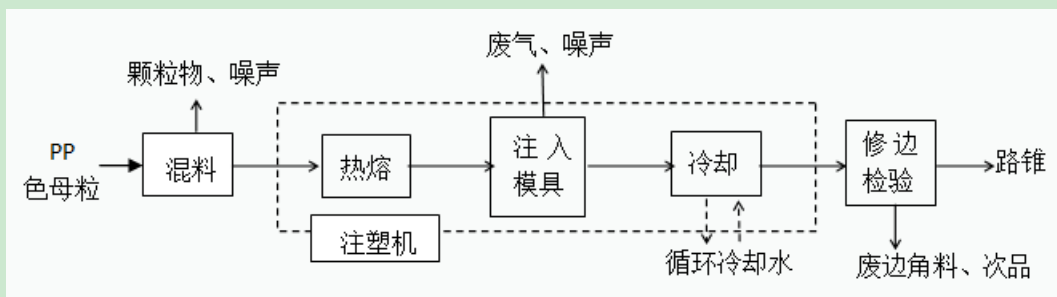 废气、噪声
颗粒物、噪声
PP
色母粒
混料
热熔
注入
模具
冷却
修边
检验
路锥
注塑机
循环冷却水
废边角料、次品